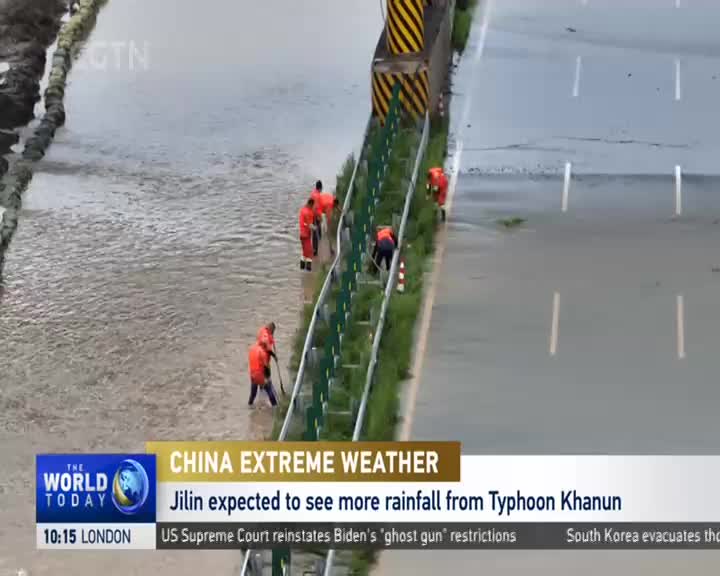 CGTN
CHINA EXTREME WEATHER
THE
WORLD
TODAY
Jilin expected to see more rainfall from Typhoon Khanun
10:15 LONDON
US Supreme Court reinstates Biden's "ghost gun" restrictions
South Korea evacuates